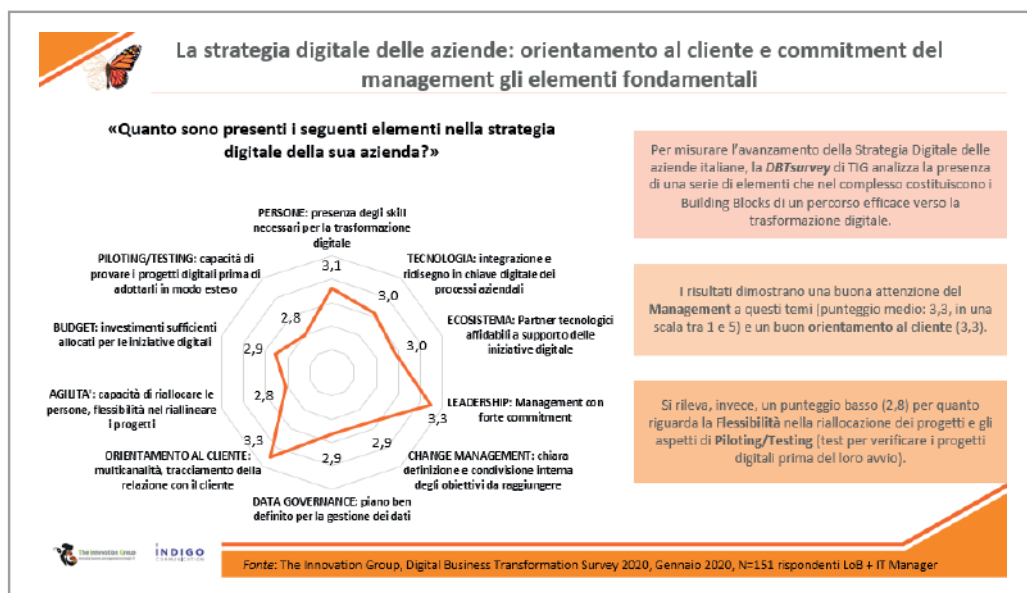 La strategia digitale delle aziende: orientamento al cliente e commitment del
management gli elementi fondamentali
«Quanto sono presenti i seguenti elementi nella strategia
digitale della sua azienda?»
PERSONE: presenza degli skill
necessari per la trasformazione
digitale
3,1
TECNOLOGIA: integrazione e
ridisegno in chiave digitale dei
processi aziendali
3,0
ECOSISTEMA: Partner tecnologici
affidabili a supporto delle
iniziative digitale
3,0
LEADERSHIP: Management con
forte commitment
3,3
CHANGE MANAGEMENT: chiara
definizione e condivisione interna
degli obiettivi da raggiungere
2,9
DATA GOVERNANCE: piano ben
definito per la gestione dei dati
2,9
ORIENTAMENTO AL CLIENTE:
multicanalità, tracciamento della
relazione con il cliente
3,3
AGILITA': capacità di riallocare le
persone, flessibilità nel riallineare
i progetti
2,8
BUDGET: investimenti sufficienti
allocati per le iniziative digitali
2,9
PILOTING/TESTING: capacità di
provare i progetti digitali prima di
adottarli in modo esteso
2,8
Per misurare l'avanzamento della Strategia Digitale delle
aziende italiane, la DBTsurvey di TIG analizza la presenza
di una serie di elementi che nel complesso costituiscono i
Building Blocks di un percorso efficace verso la
trasformazione digitale.
I risultati dimostrano una buona attenzione del
Management a questi temi (punteggio medio: 3,3, in una
scala tra 1 e 5) e un buon orientamento al cliente (3,3).
Si rileva, invece, un punteggio basso (2,8) per quanto
riguarda la Flessibilità nella riallocazione dei progetti e gli
aspetti di Piloting/Testing (test per verificare i progetti
digitali prima del loro avvio).
The Innovation Group
INDIGO
COMMUNICATION
Fonte: The Innovation Group, Digital Business Transformation Survey 2020, Gennaio 2020, N=151 rispondenti LoB + IT Manager